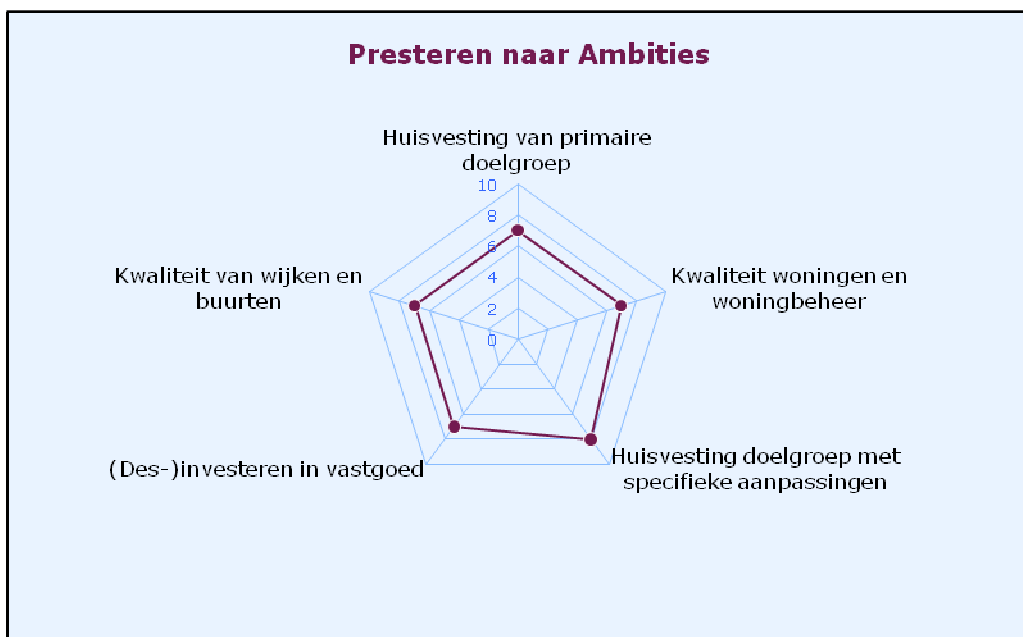 Presteren naar Ambities
Huisvesting van primaire
doelgroep
10
8
6
4
2
0
Kwaliteit van wijken en
buurten
Kwaliteit woningen en
woningbeheer
(Des-)investeren in vastgoed
Huisvesting doelgroep met
specifieke aanpassingen